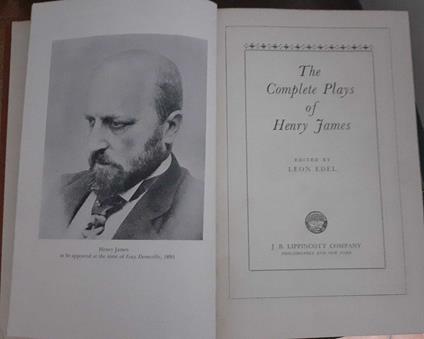 Henry James
as he appeared at the time of Guy Domville, 1895
The
Complete Plays
of
Henry James
EDITED BY
LEON EDEL
J. B. LIPPINCOTT COMPANY
PHILADELPHIA AND NEW YORK